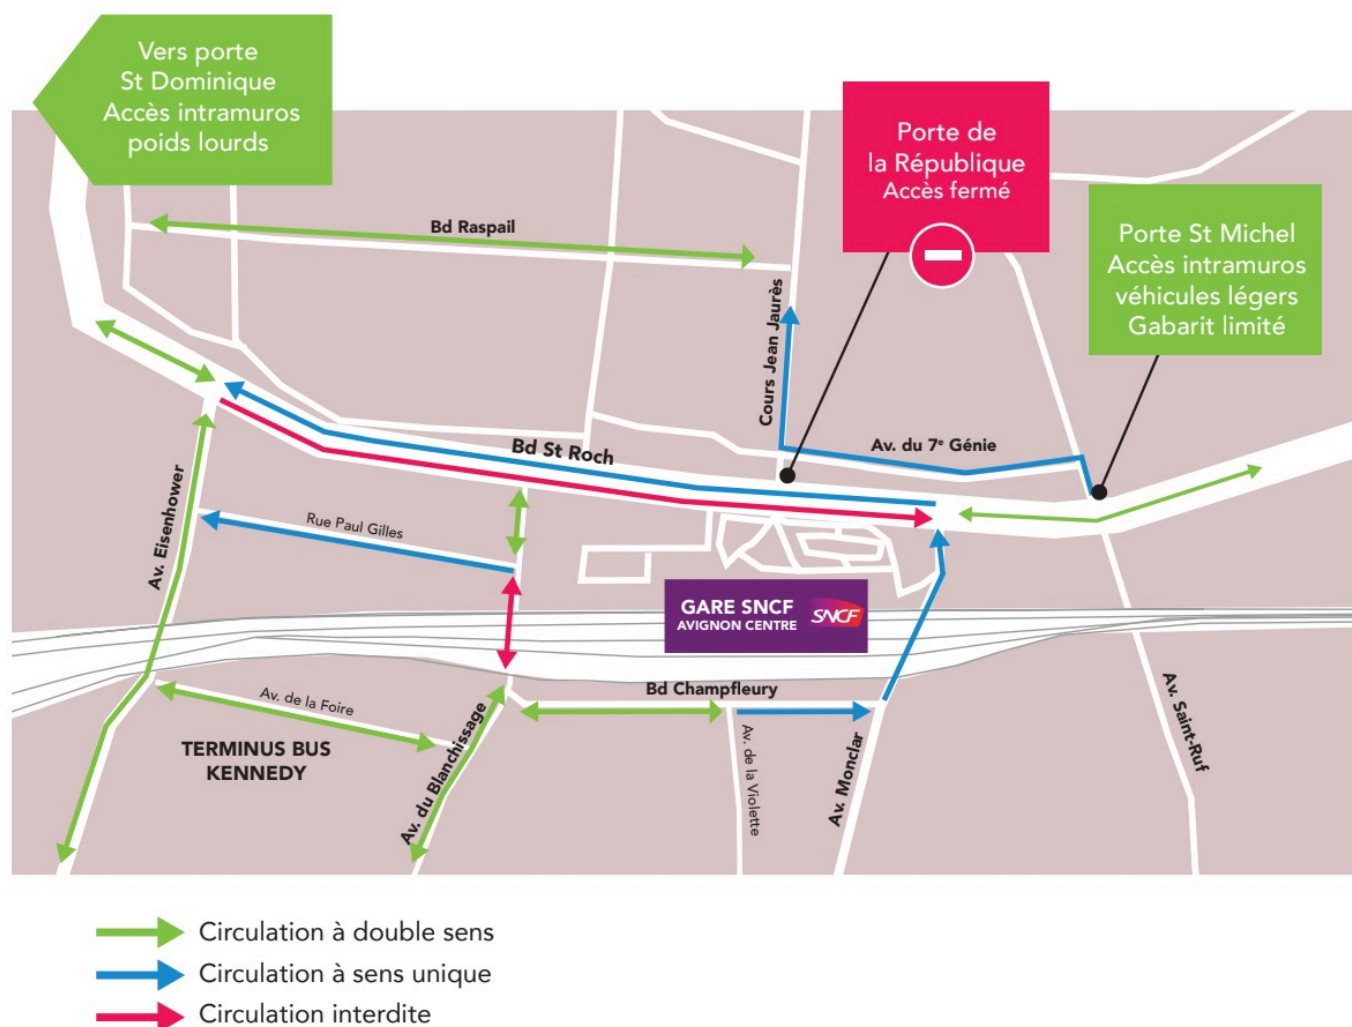 Vers porte
St Dominique
Accès intramuros
poids lourds
Porte de
la République
Accès fermé
Porte St Michel
Accès intramuros
véhicules légers
Gabarit limité
Bd Raspail
Cours Jean Jaurès
Av. du 7e Génie
Bd St Roch
Rue Paul Gilles
Av. Eisenhower
GARE SNCF
AVIGNON CENTRE
SNCF
Bd Champfleury
Av. de la Foire
TERMINUS BUS
KENNEDY
Av. du Blanchissage
Av. de la Violette
Av. Monclar
Av. Saint-Ruf
Circulation à double sens
Circulation à sens unique
Circulation interdite